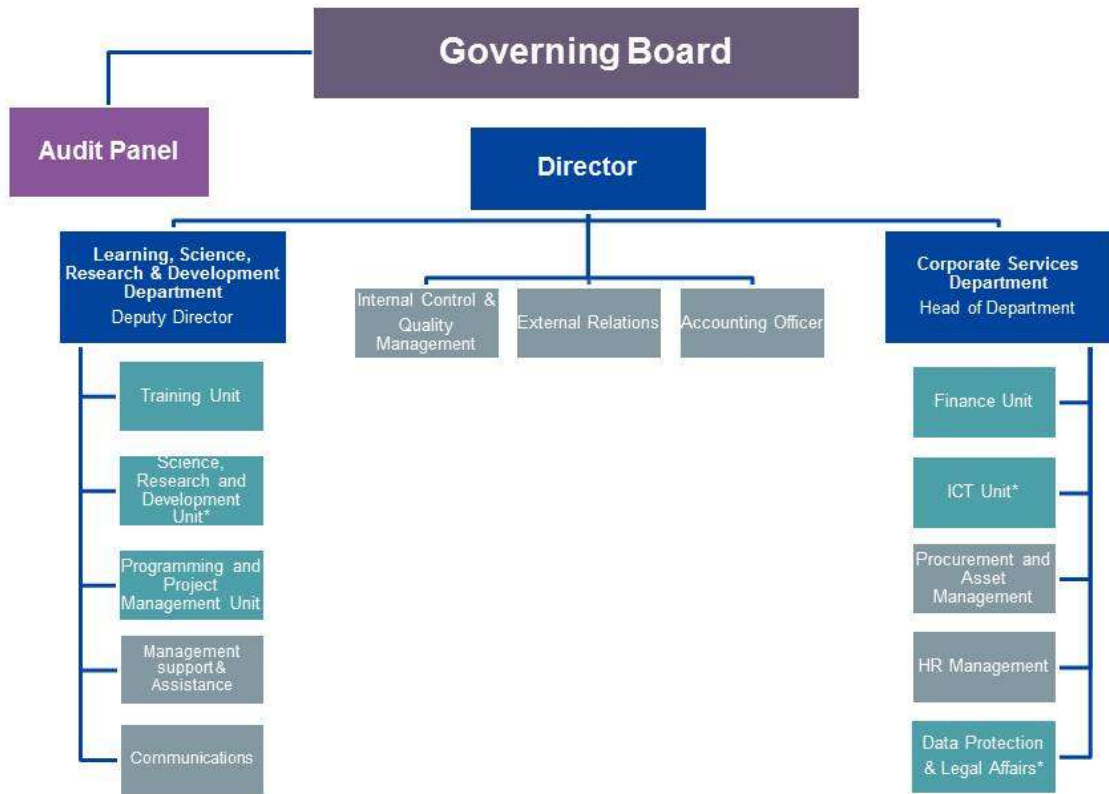 Governing Board
Audit Panel
Director
Learning, Science,
Research & Development
Department
Deputy Director
Internal Control &
Quality
Management
External Relations
Accounting Officer
Corporate Services
Department
Head of Department
Training Unit
Science,
Research and
Development
Unit*
Programming and
Project
Management Unit
Management
support &
Assistance
Communications
Finance Unit
ICT Unit*
Procurement and
Asset
Management
HR Management
Data Protection
& Legal Affairs*